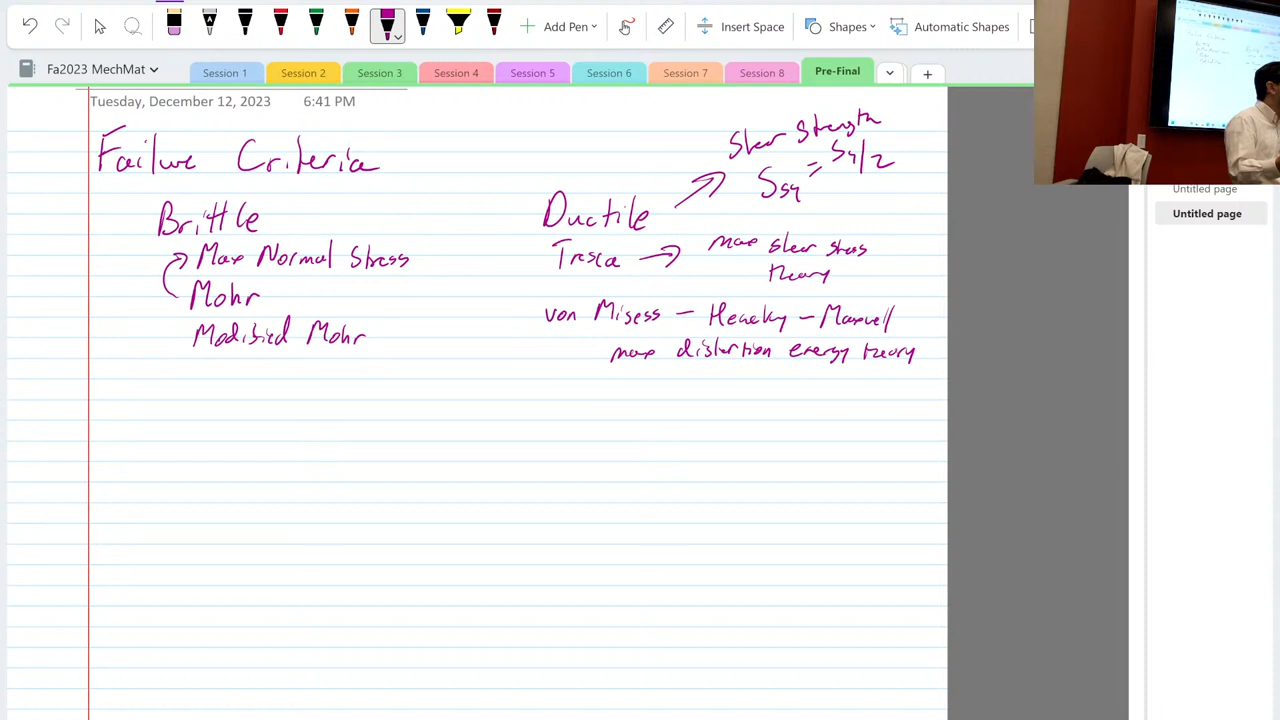 Add Pen
Insert Space
Shapes
Automatic Shapes
Fa2023 MechMat
Session 1
Session 2
Session 3
Session 4
Session 5
Session 6
Session 7
Session 8
Pre-Final
Tuesday, December 12, 2023 6:41 PM
Failure Criteria
Brittle
Max Normal Stress
Mohr
Modified Mohr
Shear Strength
Ssy = Sy/2
Ductile
Tresca → max shear stress
theory
von Misess - Hencky - Maxwell
max distortion energy theory
Untitled page
Untitled page